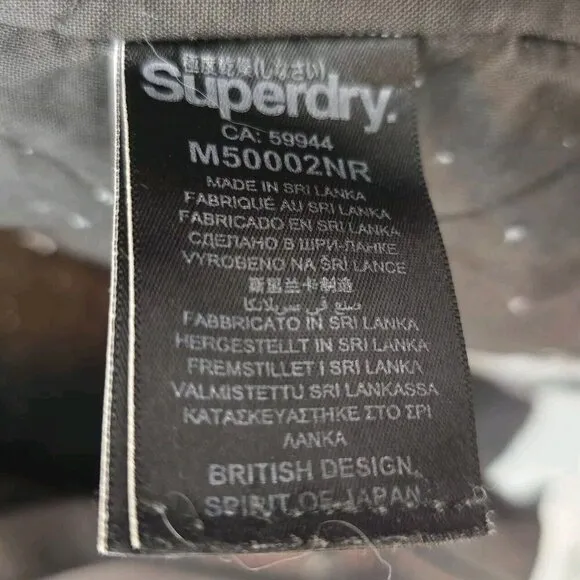 極度乾燥(しなさい)
Superdry.
CA: 59944
M50002NR
MADE IN SRI LANKA
FABRIQUÉ AU SRI LANKA
FABRICADO EN SRI LANKA
СДЕЛАНО В ШРИ-ЛАНКЕ
VYROBENO NA ŠRÍ LANCE
斯里兰卡制造
صنع في سريلانكا
FABBRICATO IN SRI LANKA
HERGESTELLT IN SRI LANKA
FREMSTILLET I SRI LANKA
VALMISTETTU SRI LANKASSA
ΚΑΤΑΣΚΕΥΑΣΤΗΚΕ ΣΤΟ ΣΡΙ
ΛΑΝΚΑ
BRITISH DESIGN.
SPIRIT OF JAPAN.